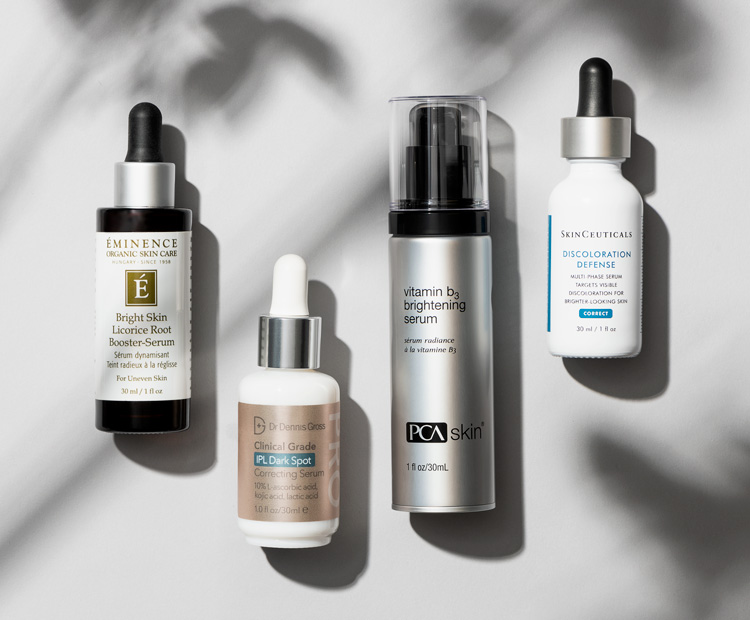 ÉMINENCE
ORGANIC SKIN CARE
HUNGARY · SINCE 1958
É
Bright Skin
Licorice Root
Booster-Serum
Sérum dynamisant
Teint radieux à la réglisse
For Uneven Skin
30 ml / 1 fl oz
Dr Dennis Gross
PRO
Clinical Grade
IPL Dark Spot
Correcting Serum
10% L-ascorbic acid,
kojic acid, lactic acid
1.0 fl oz/30ml e
vitamin b3
brightening
serum
sérum radiance
à la vitamine B3
PCA skin®
1 fl oz/30mL
SKINCEUTICALS
DISCOLORATION
DEFENSE
MULTI-PHASE SERUM
TARGETS VISIBLE
DISCOLORATION FOR
BRIGHTER LOOKING SKIN
CORRECT
30 ml / 1 fl oz